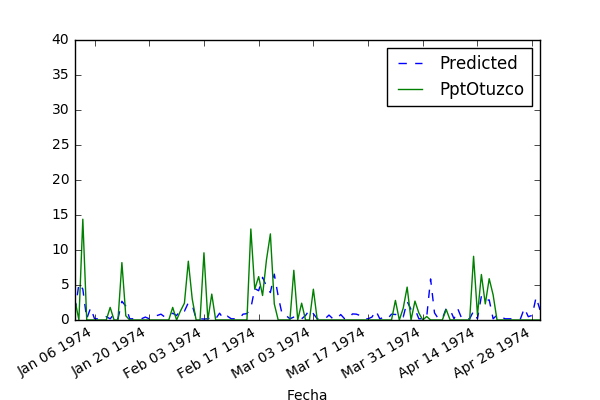 40
35
30
25
20
15
10
5
0
Predicted
PptOtuzco
Jan 06 1974
Jan 20 1974
Feb 03 1974
Feb 17 1974
Mar 03 1974
Mar 17 1974
Mar 31 1974
Apr 14 1974
Apr 28 1974
Fecha